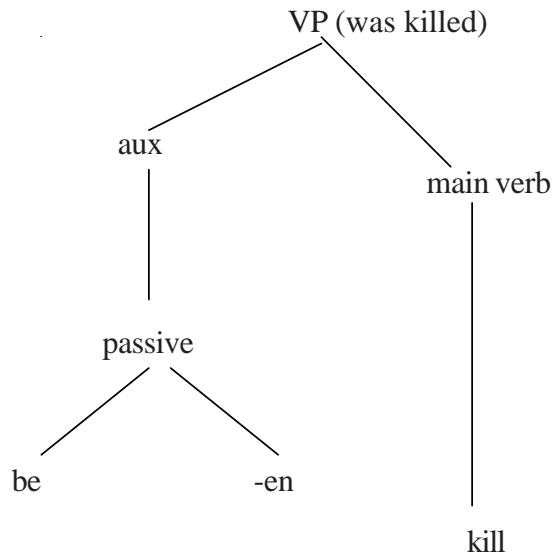 VP (was killed)
aux
main verb
passive
be
-en
kill